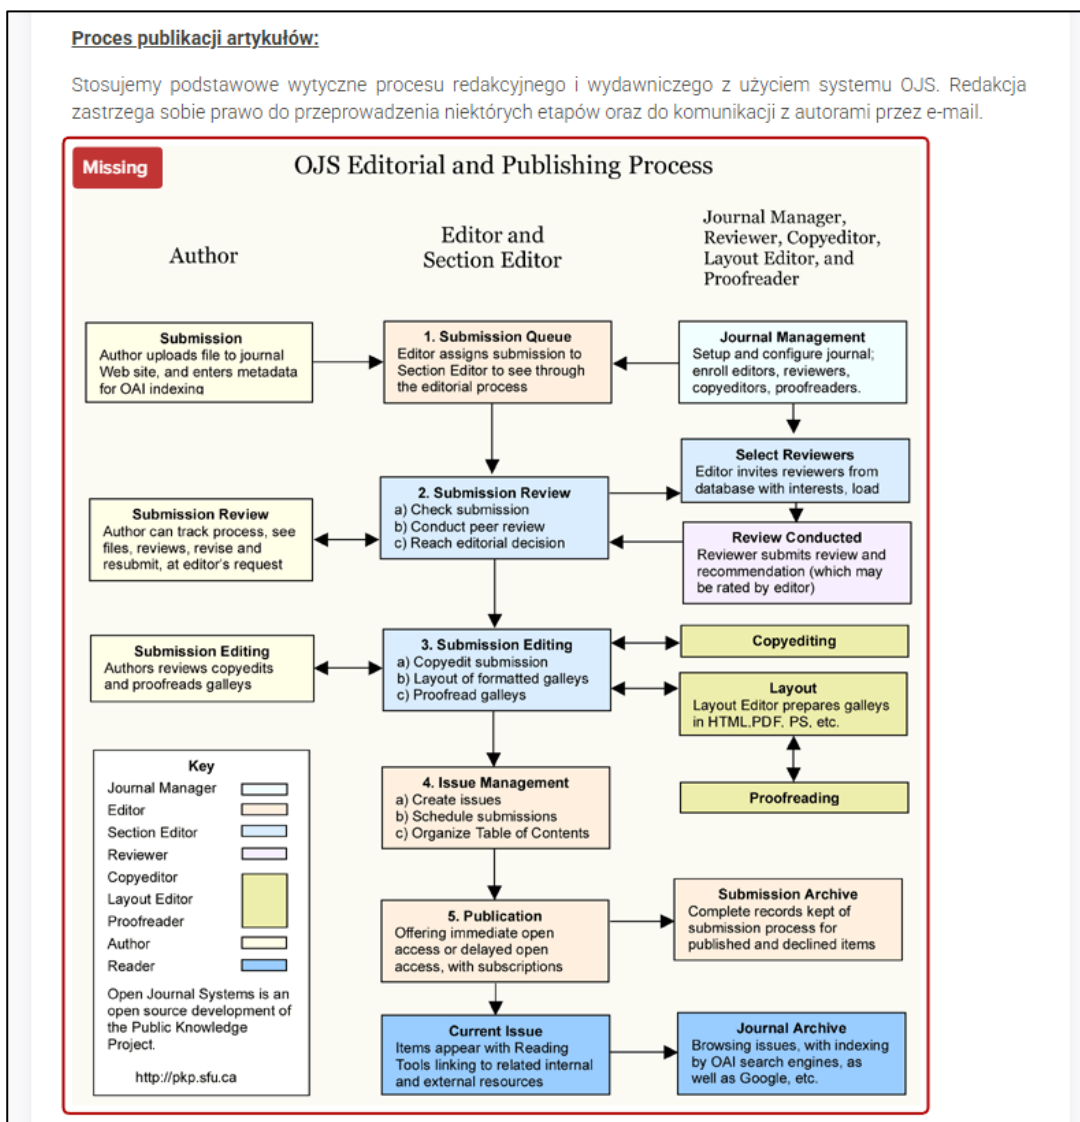 Proces publikacji artykułów:
Stosujemy podstawowe wytyczne procesu redakcyjnego i wydawniczego z użyciem systemu OJS. Redakcja
zastrzega sobie prawo do przeprowadzenia niektórych etapów oraz do komunikacji z autorami przez e-mail.
Missing
OJS Editorial and Publishing Process
Author
Editor and
Section Editor
Journal Manager,
Reviewer, Copyeditor,
Layout Editor, and
Proofreader
Submission
Author uploads file to journal
Web site, and enters metadata
for OAI indexing
1. Submission Queue
Editor assigns submission to
Section Editor to see through
the editorial process
Journal Management
Setup and configure journal;
enroll editors, reviewers,
copyeditors, proofreaders.
Select Reviewers
Editor invites reviewers from
database with interests, load
Submission Review
Author can track process, see
files, reviews, revise and
resubmit, at editor's request
2. Submission Review
a) Check submission
b) Conduct peer review
c) Reach editorial decision
Review Conducted
Reviewer submits review and
recommendation (which may
be rated by editor)
Submission Editing
Authors reviews copyedits
and proofreads galleys
3. Submission Editing
a) Copyedit submission
b) Layout of formatted galleys
c) Proofread galleys
Copyediting
Layout
Layout Editor prepares galleys
in HTML.PDF, PS, etc.
Proofreading
4. Issue Management
a) Create issues
b) Schedule submissions
c) Organize Table of Contents
5. Publication
Offering immediate open
access or delayed open
access, with subscriptions
Submission Archive
Complete records kept of
submission process for
published and declined items
Current Issue
Items appear with Reading
Tools linking to related internal
and external resources
Journal Archive
Browsing issues, with indexing
by OAI search engines, as
well as Google, etc.
Key
Journal Manager
Editor
Section Editor
Reviewer
Copyeditor
Layout Editor
Proofreader
Author
Reader
Open Journal Systems is an
open source development of
the Public Knowledge
Project.
http://pkp.sfu.ca